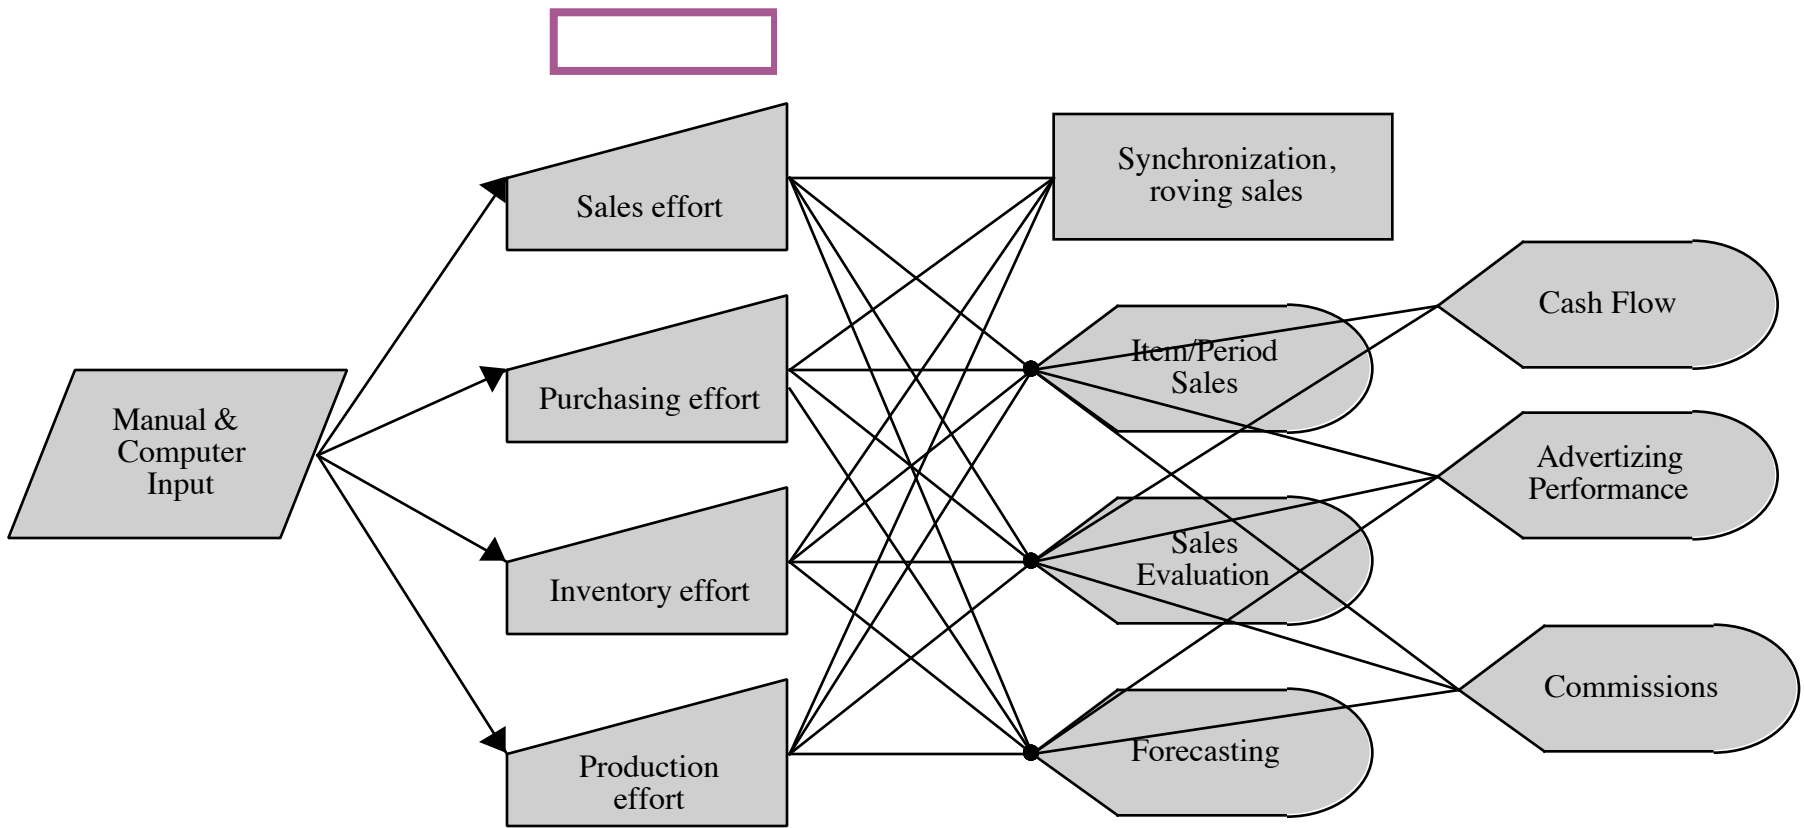 Synchronization,
roving sales
Sales effort
Cash Flow
Item/Period
Sales
Purchasing effort
Manual &
Computer
Input
Advertizing
Performance
Sales
Evaluation
Inventory effort
Commissions
Forecasting
Production
effort